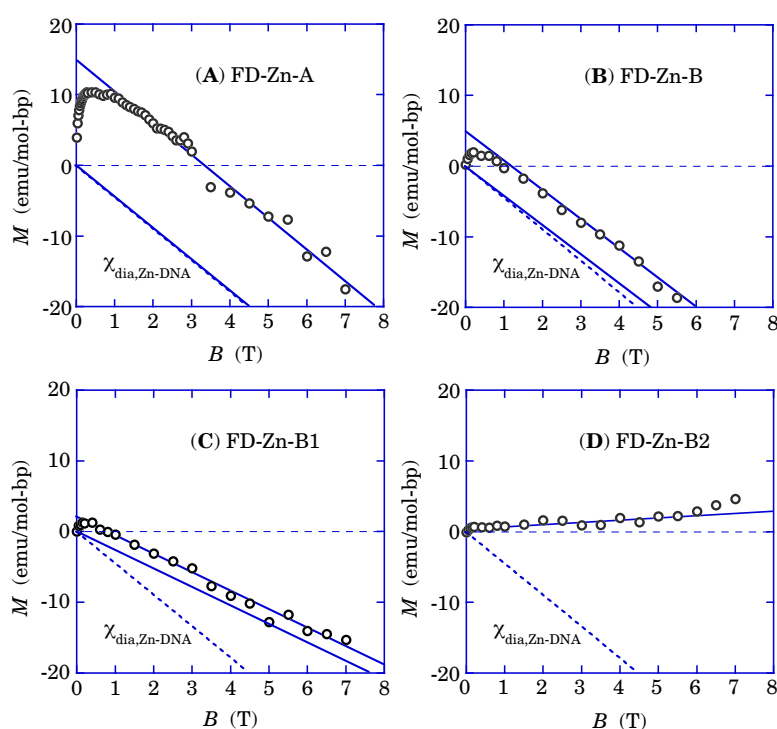 (A) FD-Zn-A
20
10
0
-10
-20
M (emu/mol-bp)
χdia,Zn-DNA
0 1 2 3 4 5 6 7 8
B (T)
(B) FD-Zn-B
20
10
0
-10
-20
M (emu/mol-bp)
χdia,Zn-DNA
0 1 2 3 4 5 6 7 8
B (T)
(C) FD-Zn-B1
20
10
0
-10
-20
M (emu/mol-bp)
χdia,Zn-DNA
0 1 2 3 4 5 6 7 8
B (T)
(D) FD-Zn-B2
20
10
0
-10
-20
M (emu/mol-bp)
χdia,Zn-DNA
0 1 2 3 4 5 6 7 8
B (T)